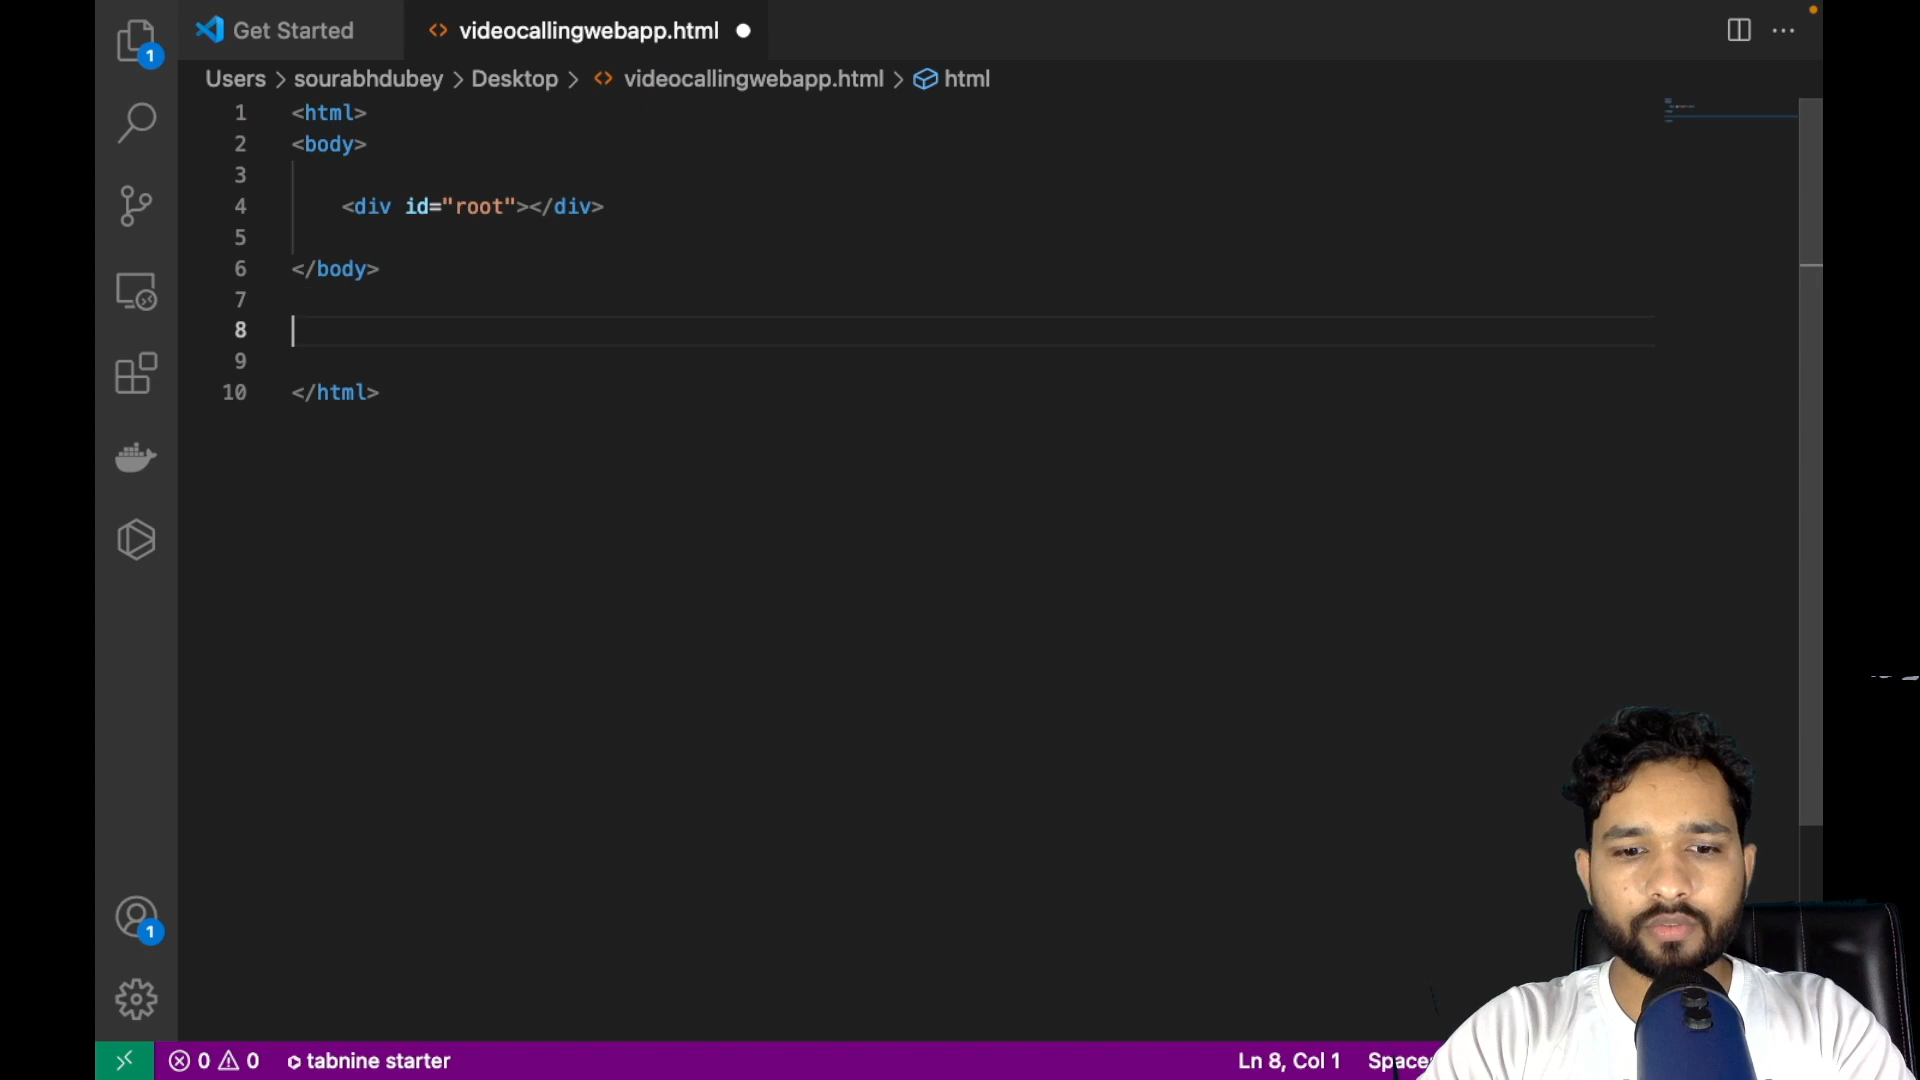 Get Started
videocallingwebapp.html
Users > sourabhdubey > Desktop > <> videocallingwebapp.html > html
1 <html>
2 <body>
3
4 <div id="root"></div>
5
6 </body>
7
8
9
10 </html>
1
1
0 0 tabnine starter
Ln 8, Col 1